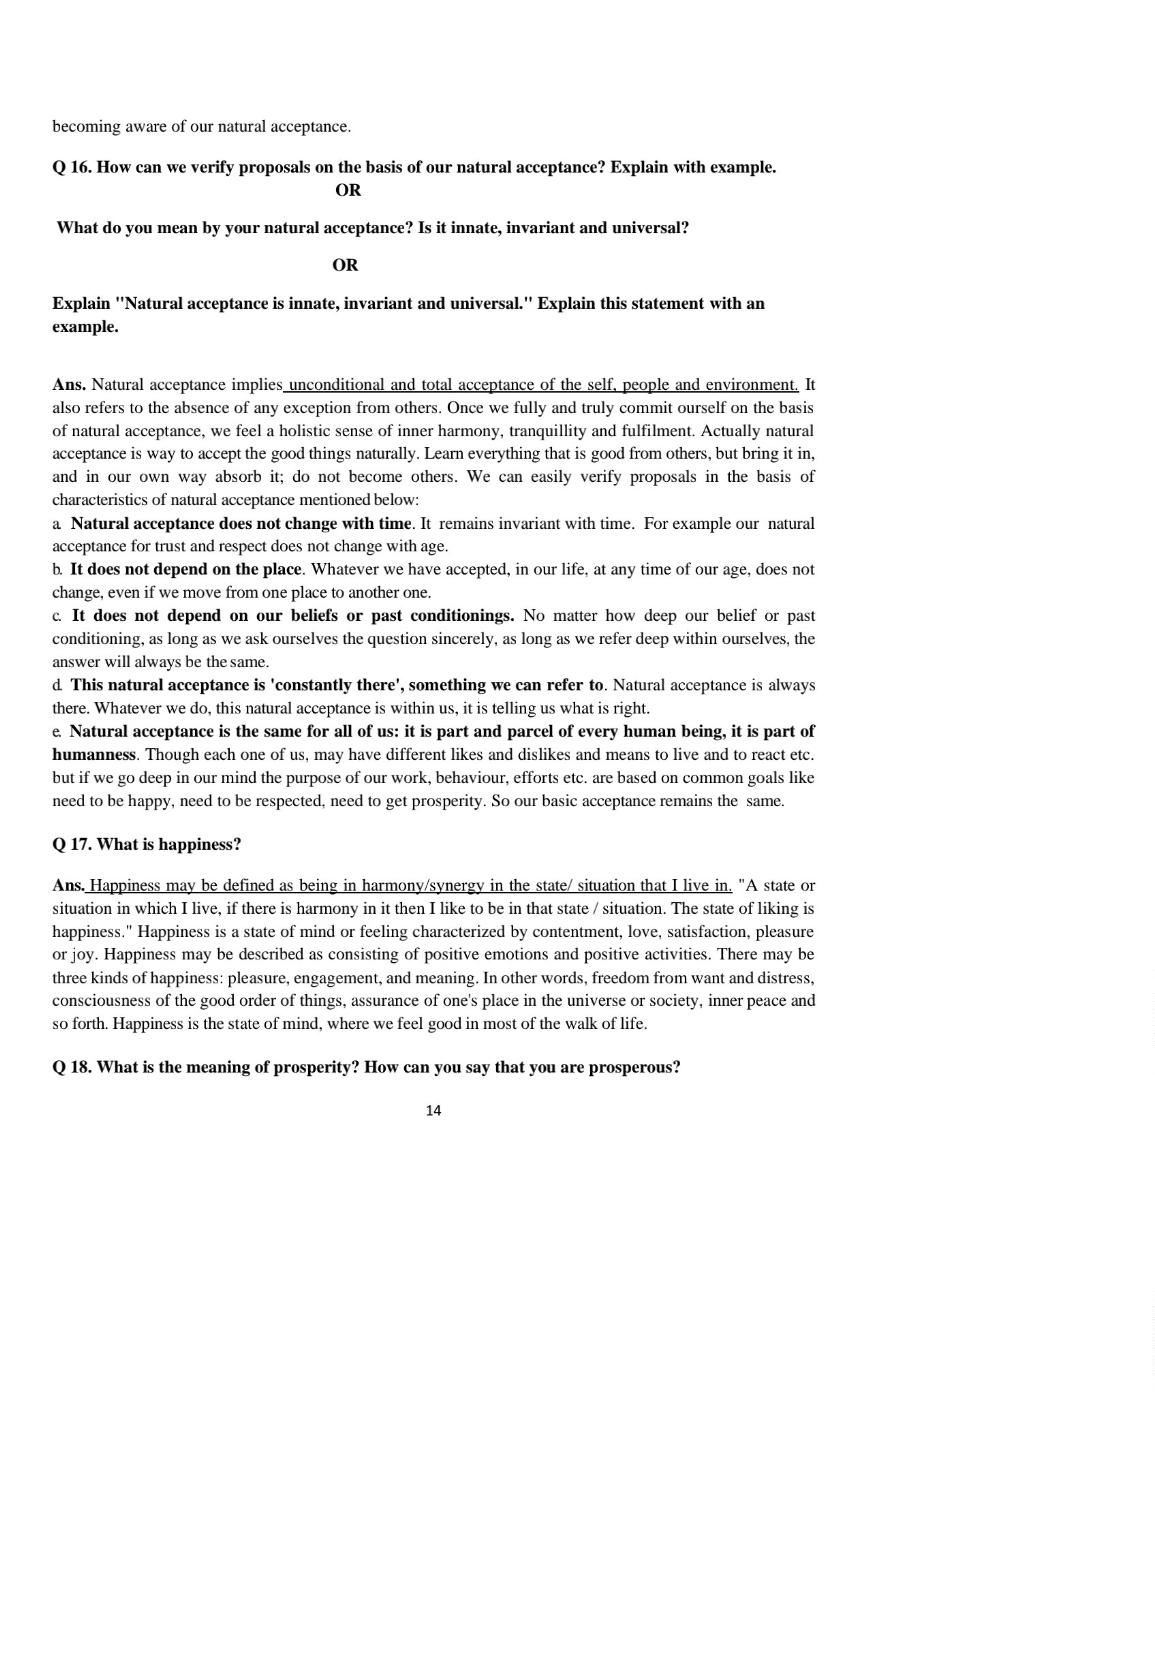 becoming aware of our natural acceptance.
Q 16. How can we verify proposals on the basis of our natural acceptance? Explain with example.
OR
What do you mean by your natural acceptance? Is it innate, invariant and universal?
OR
Explain "Natural acceptance is innate, invariant and universal." Explain this statement with an
example.
Ans. Natural acceptance implies unconditional and total acceptance of the self, people and environment. It
also refers to the absence of any exception from others. Once we fully and truly commit ourself on the basis
of natural acceptance, we feel a holistic sense of inner harmony, tranquillity and fulfilment. Actually natural
acceptance is way to accept the good things naturally. Learn everything that is good from others, but bring it in,
and in our own way absorb it; do not become others. We can easily verify proposals in the basis of
characteristics of natural acceptance mentioned below:
a. Natural acceptance does not change with time. It remains invariant with time. For example our natural
acceptance for trust and respect does not change with age.
b. It does not depend on the place. Whatever we have accepted, in our life, at any time of our age, does not
change, even if we move from one place to another one.
c. It does not depend on our beliefs or past conditionings. No matter how deep our belief or past
conditioning, as long as we ask ourselves the question sincerely, as long as we refer deep within ourselves, the
answer will always be the same.
d. This natural acceptance is 'constantly there', something we can refer to. Natural acceptance is always
there. Whatever we do, this natural acceptance is within us, it is telling us what is right.
e. Natural acceptance is the same for all of us: it is part and parcel of every human being, it is part of
humanness. Though each one of us, may have different likes and dislikes and means to live and to react etc.
but if we go deep in our mind the purpose of our work, behaviour, efforts etc. are based on common goals like
need to be happy, need to be respected, need to get prosperity. So our basic acceptance remains the same.
Q 17. What is happiness?
Ans. Happiness may be defined as being in harmony/synergy in the state/ situation that I live in. "A state or
situation in which I live, if there is harmony in it then I like to be in that state / situation. The state of liking is
happiness." Happiness is a state of mind or feeling characterized by contentment, love, satisfaction, pleasure
or joy. Happiness may be described as consisting of positive emotions and positive activities. There may be
three kinds of happiness: pleasure, engagement, and meaning. In other words, freedom from want and distress,
consciousness of the good order of things, assurance of one's place in the universe or society, inner peace and
so forth. Happiness is the state of mind, where we feel good in most of the walk of life.
Q 18. What is the meaning of prosperity? How can you say that you are prosperous?
14